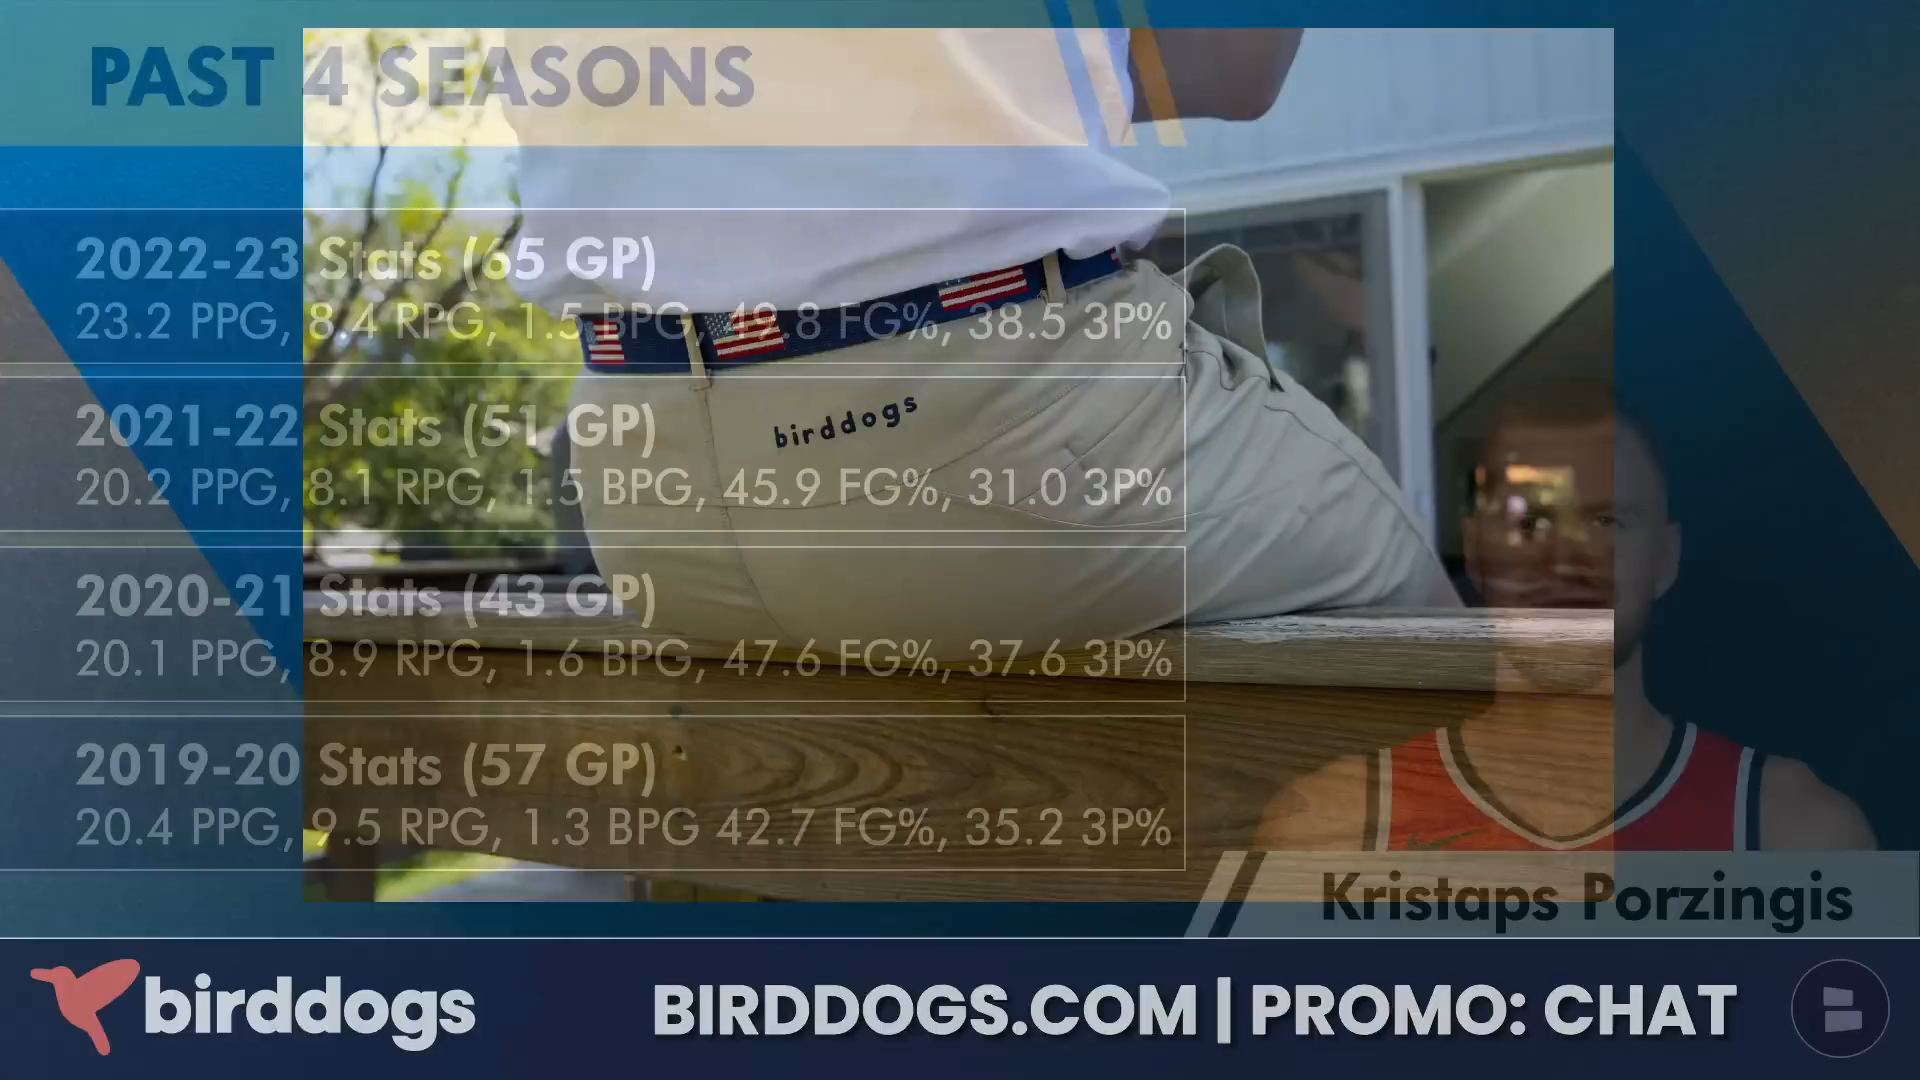 PAST 4 SEASONS
2022-23 Stats (65 GP)
23.2 PPG, 8.4 RPG, 1.5 BPG, 49.8 FG%, 38.5 3P%
birddogs
2021-22 Stats (51 GP)
20.2 PPG, 8.1 RPG, 1.5 BPG, 45.9 FG%, 31.0 3P%
2020-21 Stats (43 GP)
20.1 PPG, 8.9 RPG, 1.6 BPG, 47.6 FG%, 37.6 3P%
2019-20 Stats (57 GP)
20.4 PPG, 9.5 RPG, 1.3 BPG 42.7 FG%, 35.2 3P%
Kristaps Porzingis
birddogs
BIRDDOGS.COM | PROMO: CHAT